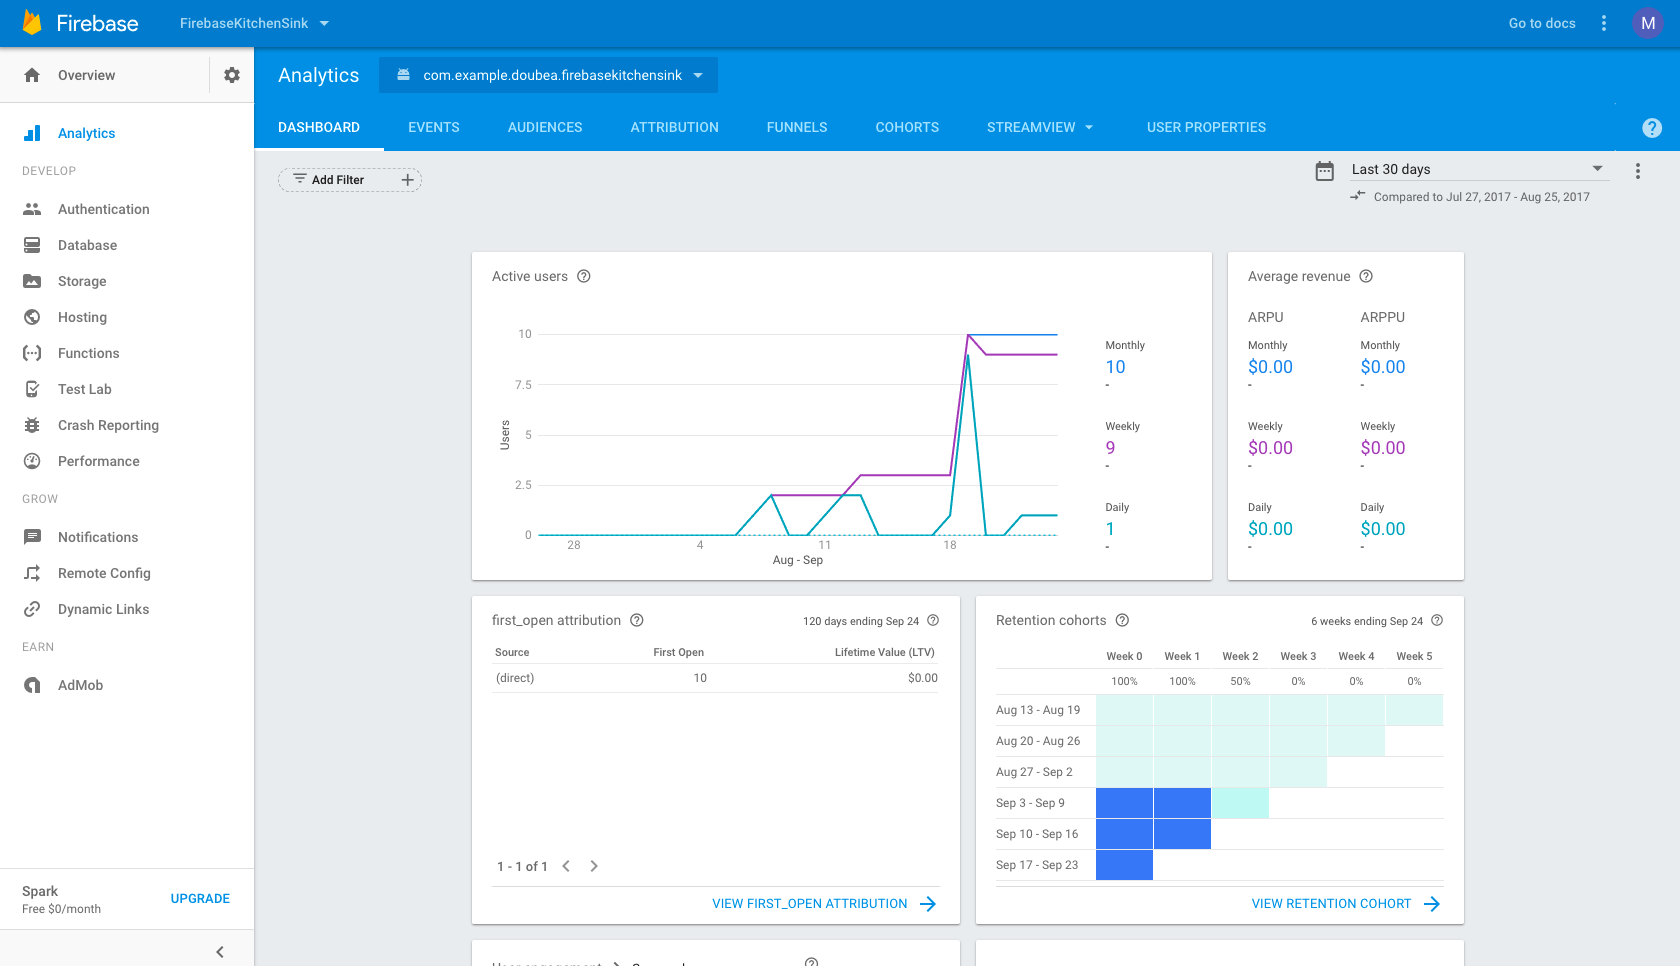 Firebase
FirebaseKitchenSink
Go to docs
M
Overview
Analytics
DEVELOP
Authentication
Database
Storage
Hosting
Functions
Test Lab
Crash Reporting
Performance
GROW
Notifications
Remote Config
Dynamic Links
EARN
AdMob
Spark
Free $0/month
UPGRADE
Analytics
com.example.doubea.firebasekitchensink
DASHBOARD EVENTS AUDIENCES ATTRIBUTION FUNNELS COHORTS STREAMVIEW USER PROPERTIES
?
Add Filter +
Last 30 days
Compared to Jul 27, 2017 - Aug 25, 2017
Active users ?
10
7.5
5
2.5
0
Users
28 4 11 18
Aug - Sep
Monthly
10
-
Weekly
9
-
Daily
1
-
Average revenue ?
ARPU ARPPU
Monthly Monthly
$0.00 $0.00
- -
Weekly Weekly
$0.00 $0.00
- -
Daily Daily
$0.00 $0.00
- -
first_open attribution ? 120 days ending Sep 24 ?
Source First Open Lifetime Value (LTV)
(direct) 10 $0.00
1 - 1 of 1
VIEW FIRST_OPEN ATTRIBUTION
Retention cohorts ? 6 weeks ending Sep 24 ?
Week 0 Week 1 Week 2 Week 3 Week 4 Week 5
100% 100% 50% 0% 0% 0%
Aug 13 - Aug 19
Aug 20 - Aug 26
Aug 27 - Sep 2
Sep 3 - Sep 9
Sep 10 - Sep 16
Sep 17 - Sep 23
VIEW RETENTION COHORT